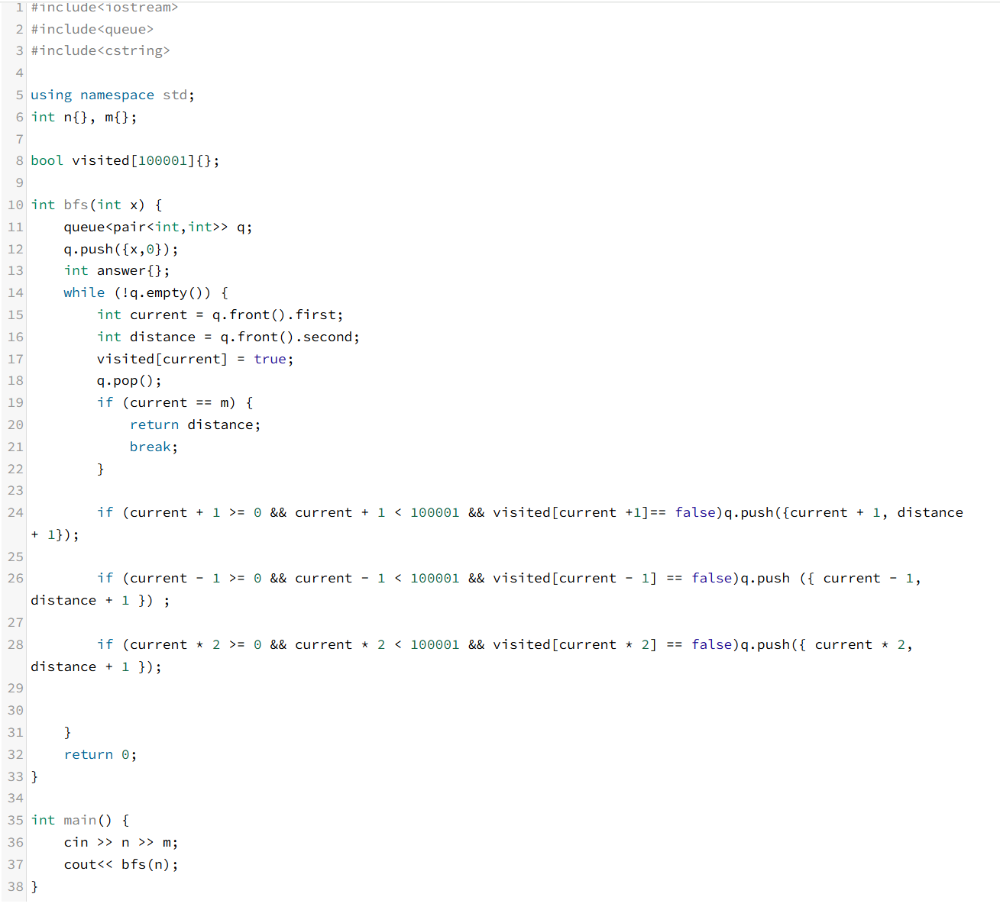 1 #include<iostream>
2 #include<queue>
3 #include<cstring>
4
5 using namespace std;
6 int n{}, m{};
7
8 bool visited[100001]{};
9
10 int bfs(int x) {
11     queue<pair<int,int>> q;
12     q.push({x,0});
13     int answer{};
14     while (!q.empty()) {
15         int current = q.front().first;
16         int distance = q.front().second;
17         visited[current] = true;
18         q.pop();
19         if (current == m) {
20             return distance;
21             break;
22         }
23
24         if (current + 1 >= 0 && current + 1 < 100001 && visited[current +1]== false)q.push({current + 1, distance
+ 1});
25
26         if (current - 1 >= 0 && current - 1 < 100001 && visited[current - 1] == false)q.push ({ current - 1,
distance + 1 }) ;
27
28         if (current * 2 >= 0 && current * 2 < 100001 && visited[current * 2] == false)q.push({ current * 2,
distance + 1 });
29
30
31     }
32     return 0;
33 }
34
35 int main() {
36     cin >> n >> m;
37     cout<< bfs(n);
38 }